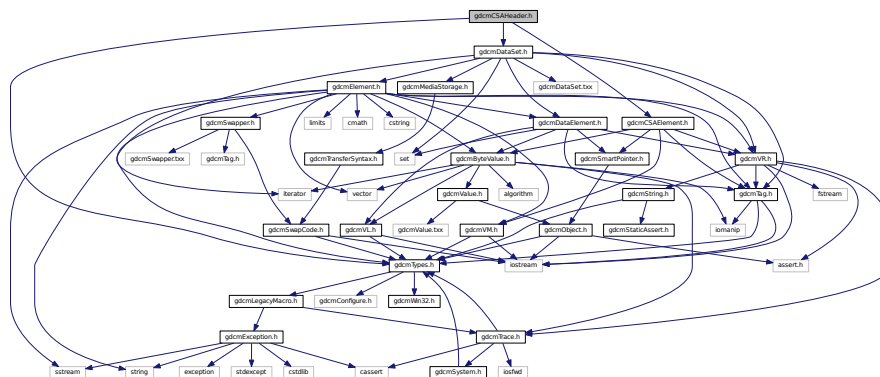 gdcmCSAHeader.h
gdcmDataSet.h
gdcmElement.h
gdcmMediaStorage.h
gdcmDataSet.txx
gdcmSwapper.h
limits
cmath
cstring
gdcmDataElement.h
gdcmCSAElement.h
gdcmSwapper.txx
gdcmTag.h
gdcmTransferSyntax.h
set
gdcmByteValue.h
gdcmSmartPointer.h
gdcmVR.h
iterator
vector
gdcmValue.h
algorithm
gdcmString.h
gdcmTag.h
fstream
gdcmSwapCode.h
gdcmVL.h
gdcmValue.txx
gdcmVM.h
gdcmObject.h
gdcmStaticAssert.h
iomanip
gdcmTypes.h
iostream
assert.h
gdcmLegacyMacro.h
gdcmConfigure.h
gdcmWin32.h
gdcmException.h
gdcmTrace.h
sstream
string
exception
stdexcept
cstdlib
cassert
gdcmSystem.h
iosfwd